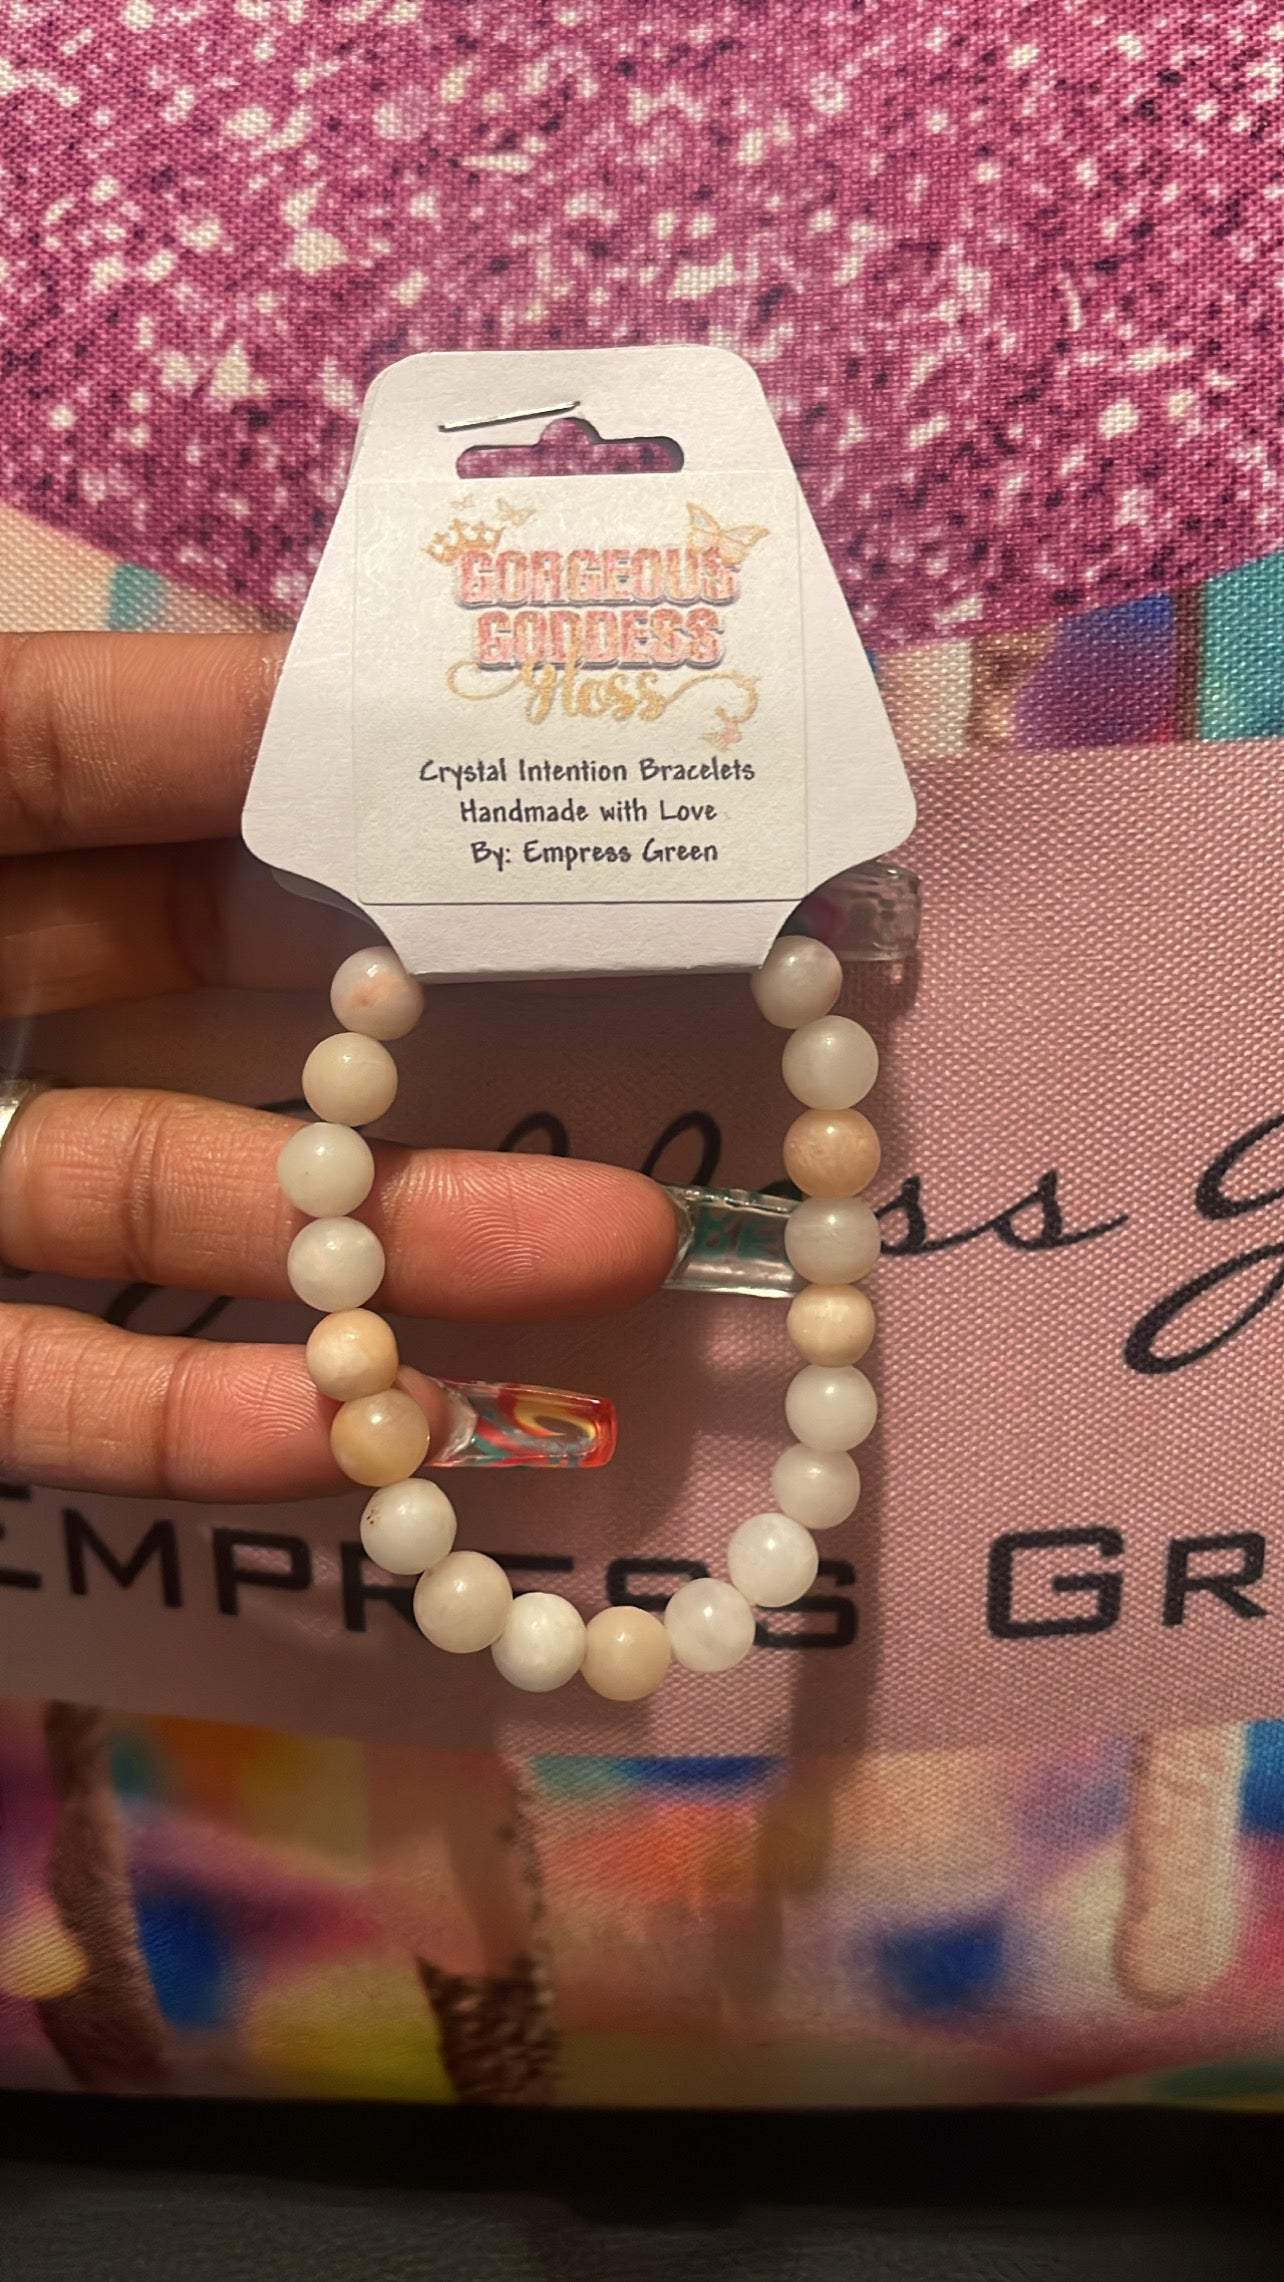 GORGEOUS
GODDESS
Gloss
Crystal Intention Bracelets
Handmade with Love
By: Empress Green
EMPRESS GR